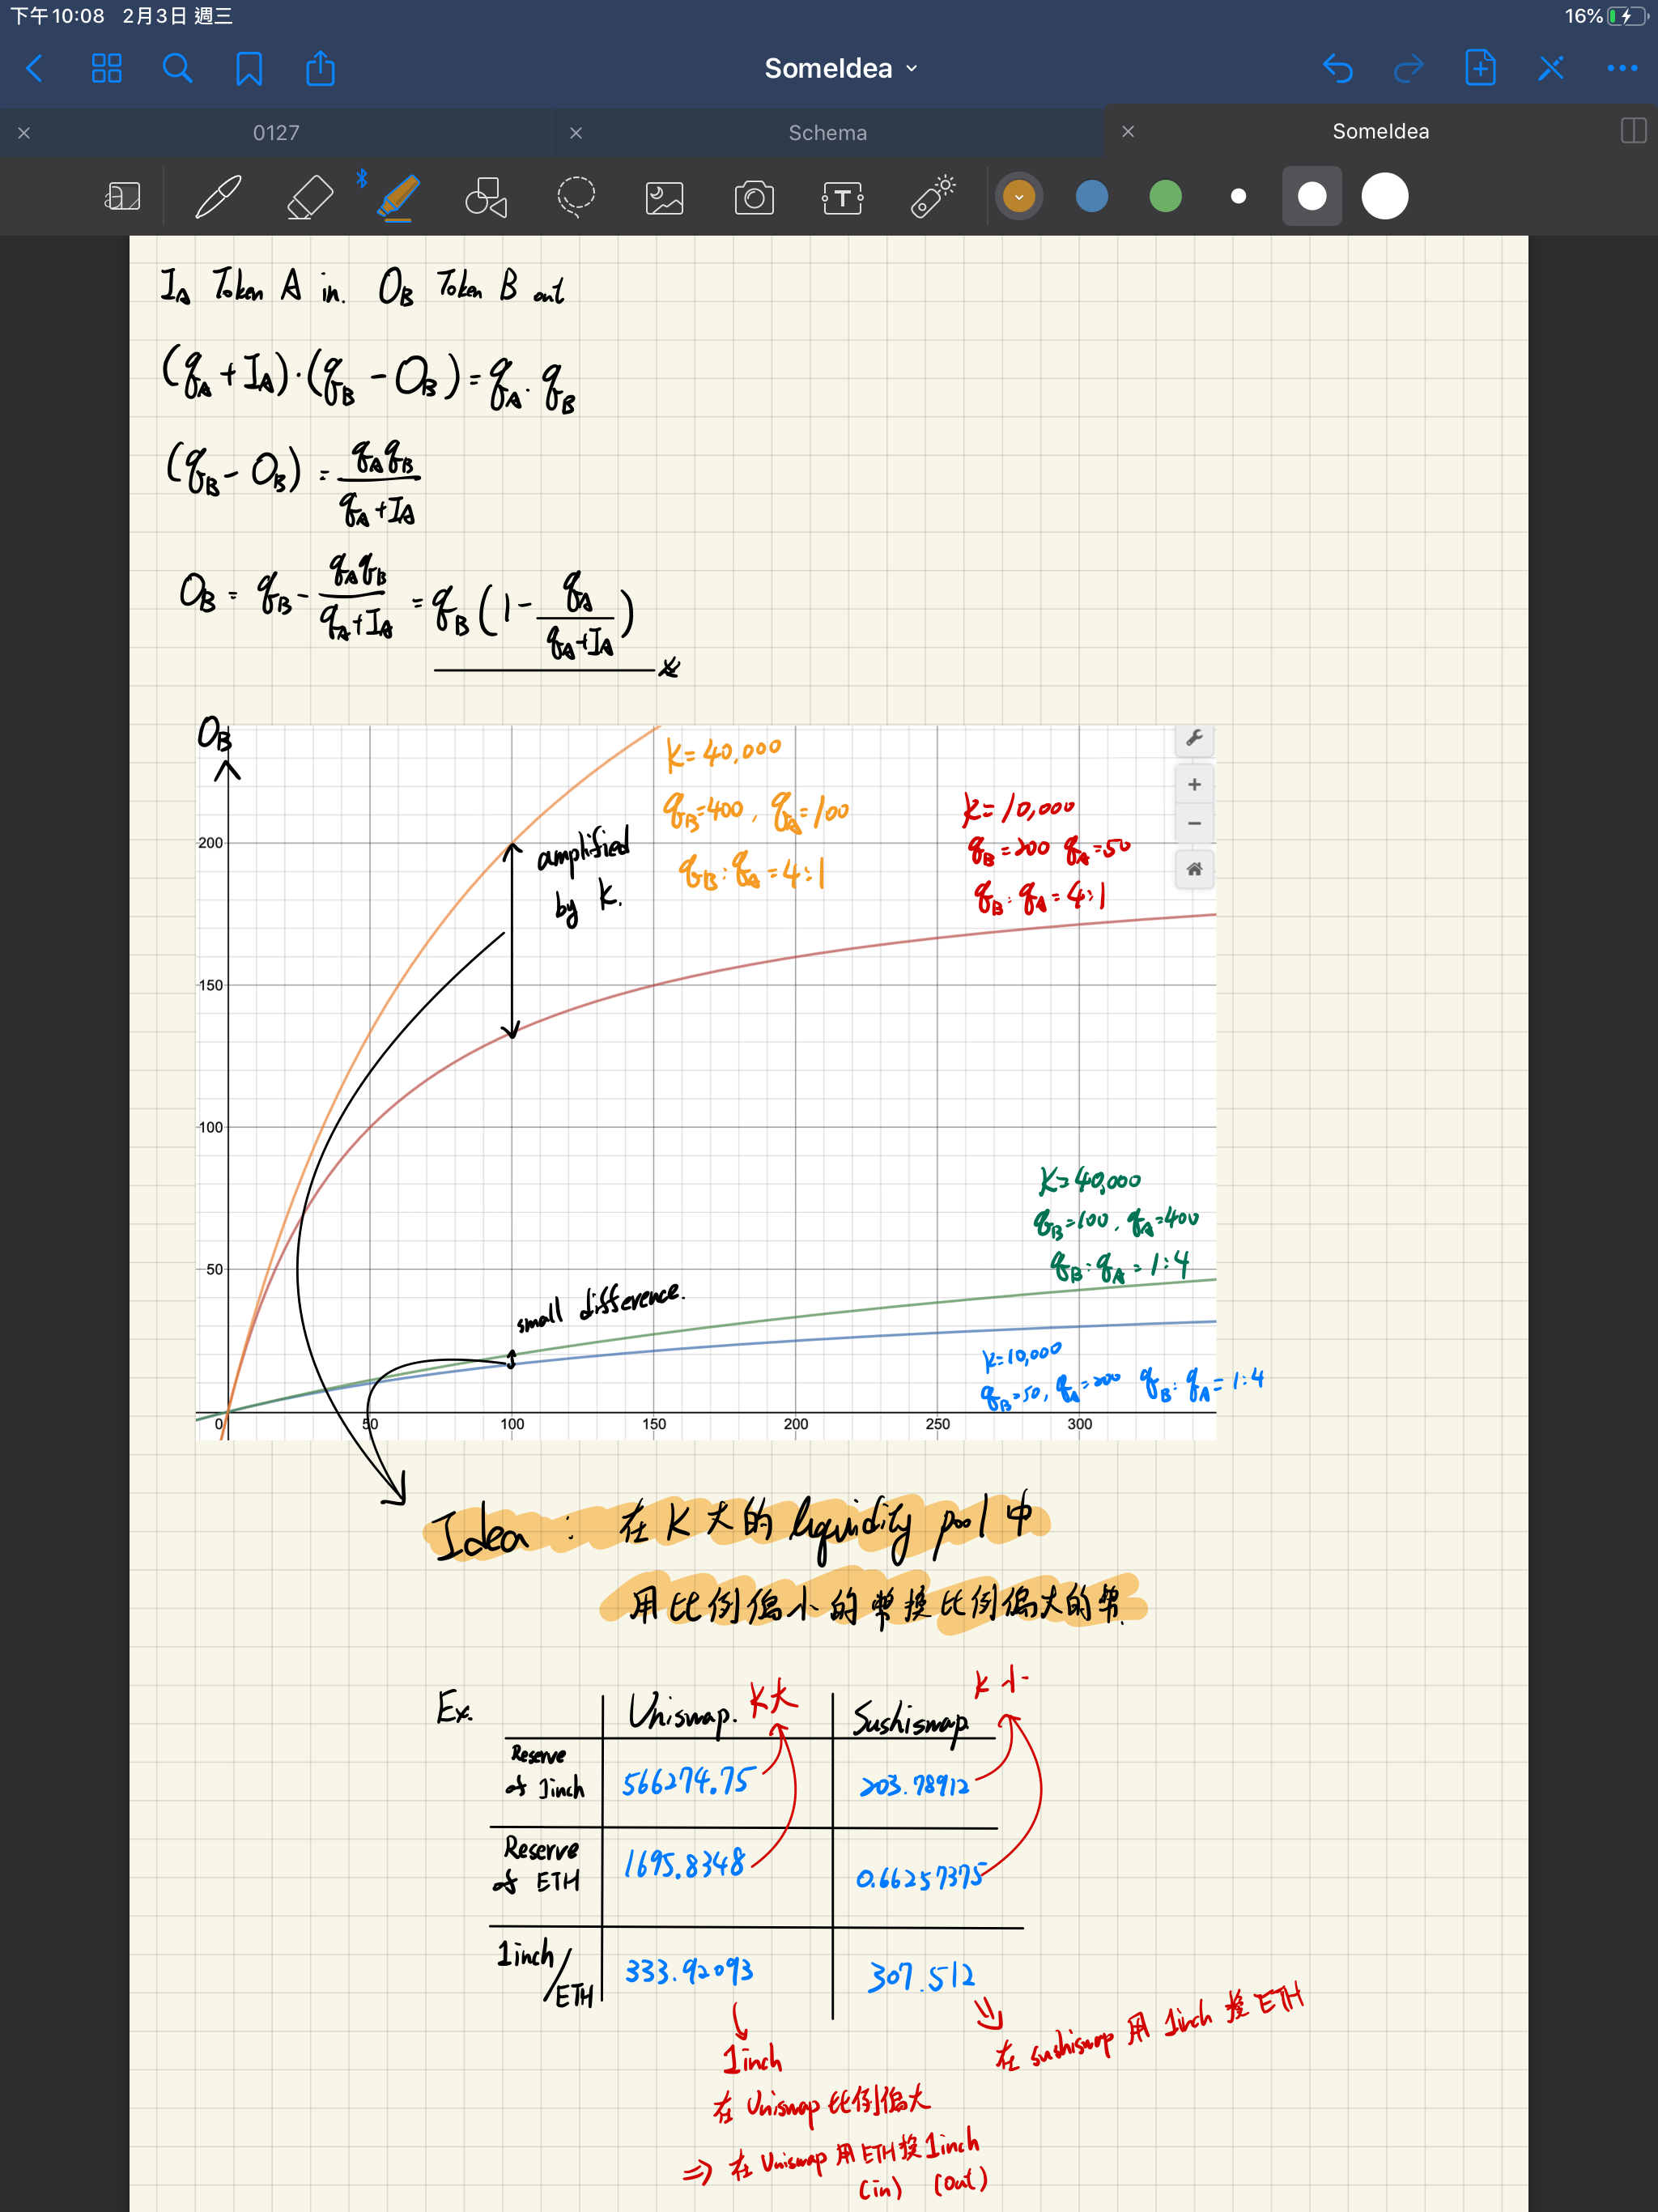 下午10:08 2月3日 週三
16%
SomeIdea
0127
Schema
SomeIdea
I_A Token A in. O_B Token B out
(q_A + I_A)·(q_B - O_B) = q_A · q_B
(q_B - O_B) = q_A q_B / (q_A + I_A)
O_B = q_B - q_A q_B / (q_A + I_A) = q_B (1 - q_A / (q_A + I_A))
O_B
K = 40,000
q_B = 400, q_A = 100
q_B : q_A = 4:1
K = 10,000
q_B = 200 q_A = 50
q_B : q_A = 4:1
amplified
by K.
200
150
100
50
K = 40,000
q_B = 100, q_A = 400
q_B : q_A = 1:4
small difference.
K = 10,000
q_B = 50, q_A = 200 q_B : q_A = 1:4
0 50 100 150 200 250 300
Idea : 在 K 大的 liquidity pool 中
用比例偏小的幣換比例偏大的幣.
Ex. Uniswap. K大 Sushiswap. K小
Reserve of 1inch 566274.75 203.78912
Reserve of ETH 1695.8348 0.66257375
1inch/ETH 333.92093 307.512
1inch
在 Uniswap 比例偏大
⇒ 在 Uniswap 用 ETH 換 1inch
(in) (out)
在 sushiswap 用 1inch 換 ETH